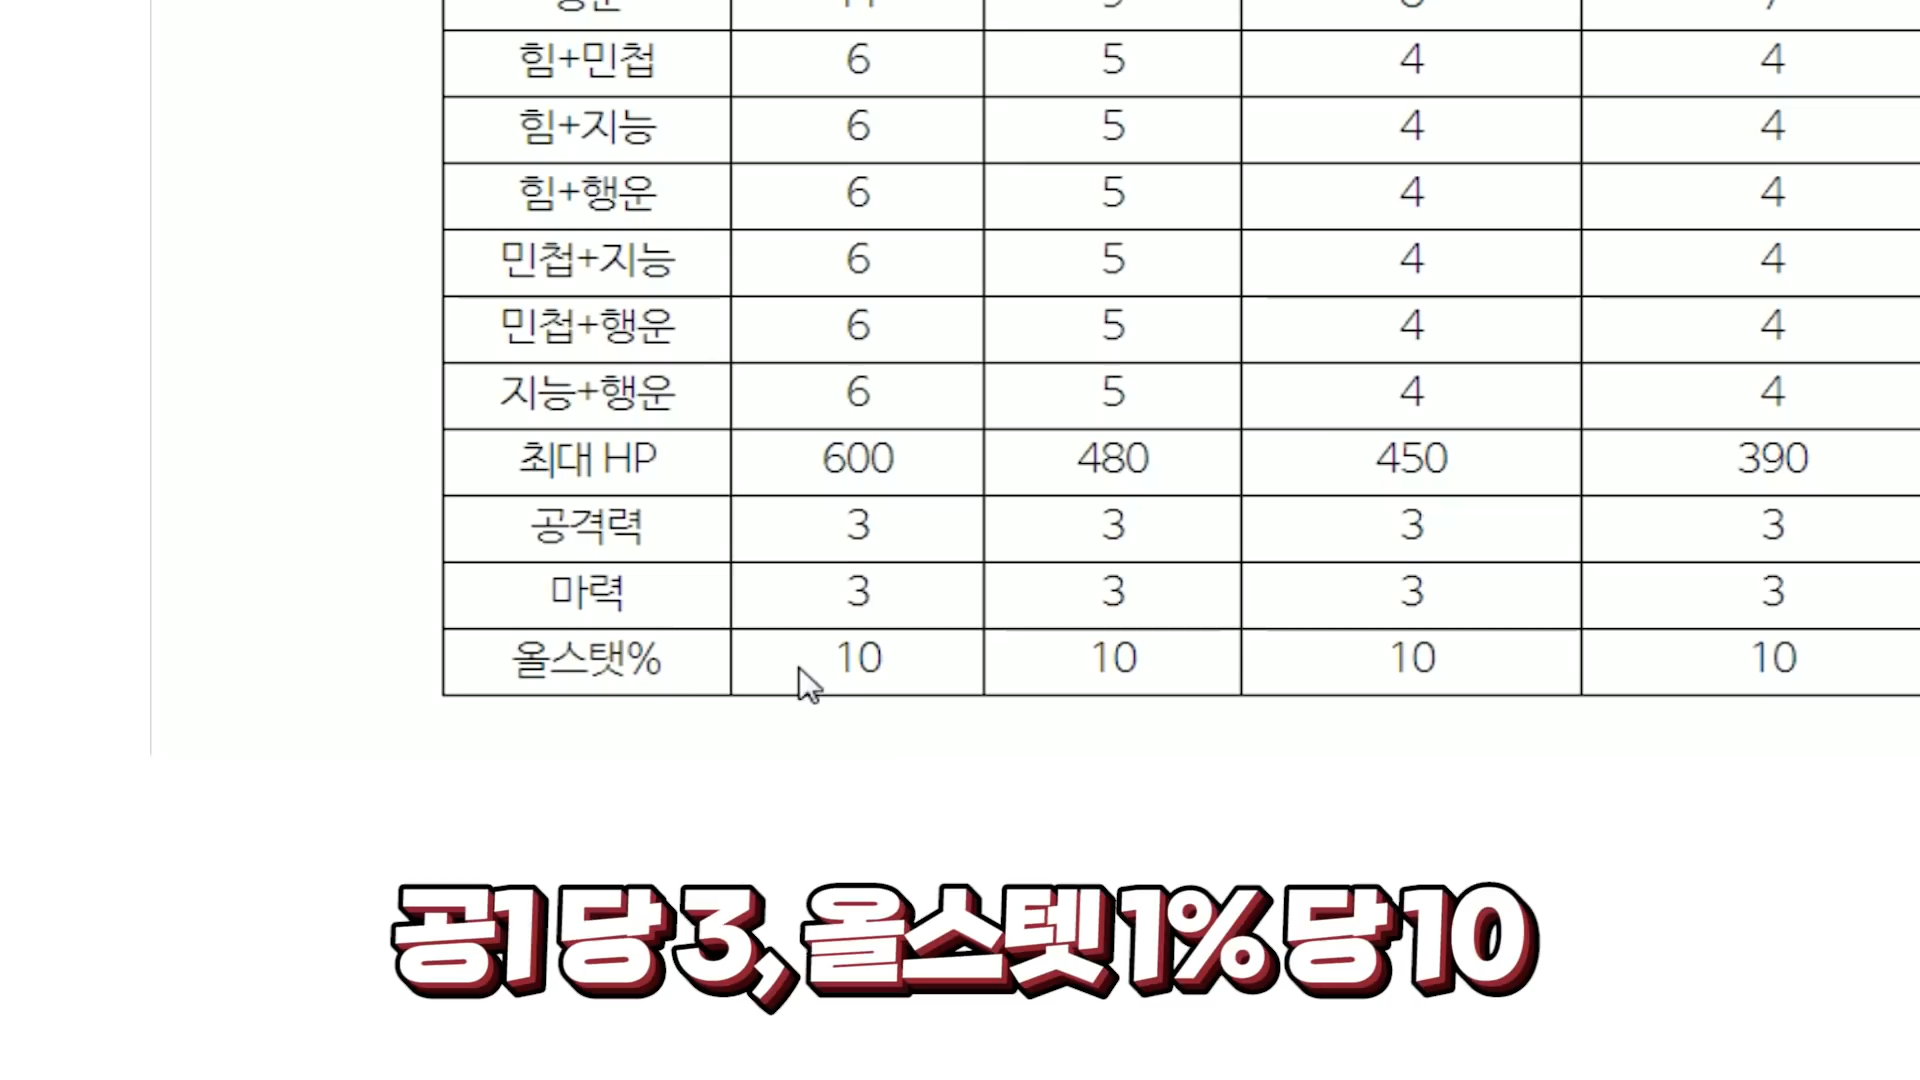 힘+민첩 6 5 4 4
힘+지능 6 5 4 4
힘+행운 6 5 4 4
민첩+지능 6 5 4 4
민첩+행운 6 5 4 4
지능+행운 6 5 4 4
최대 HP 600 480 450 390
공격력 3 3 3 3
마력 3 3 3 3
올스탯% 10 10 10 10
공1당 3, 올스텟1%당 10